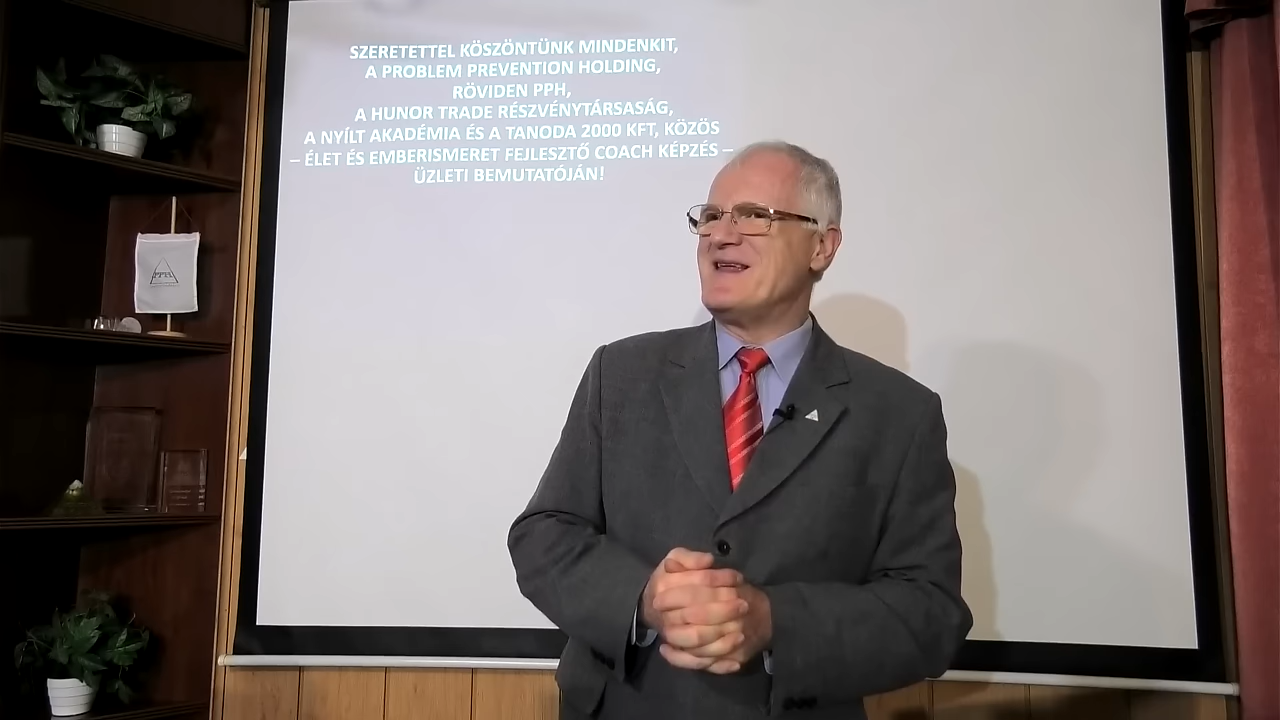 SZERETETTEL KÖSZÖNTÜNK MINDENKIT,
A PROBLEM PREVENTION HOLDING,
RÖVIDEN PPH,
A HUNOR TRADE RÉSZVÉNYTÁRSASÁG,
A NYÍLT AKADÉMIA ÉS A TANODA 2000 KFT, KÖZÖS
– ÉLET ÉS EMBERISMERET FEJLESZTŐ COACH KÉPZÉS –
ÜZLETI BEMUTATÓJÁN!
PPH